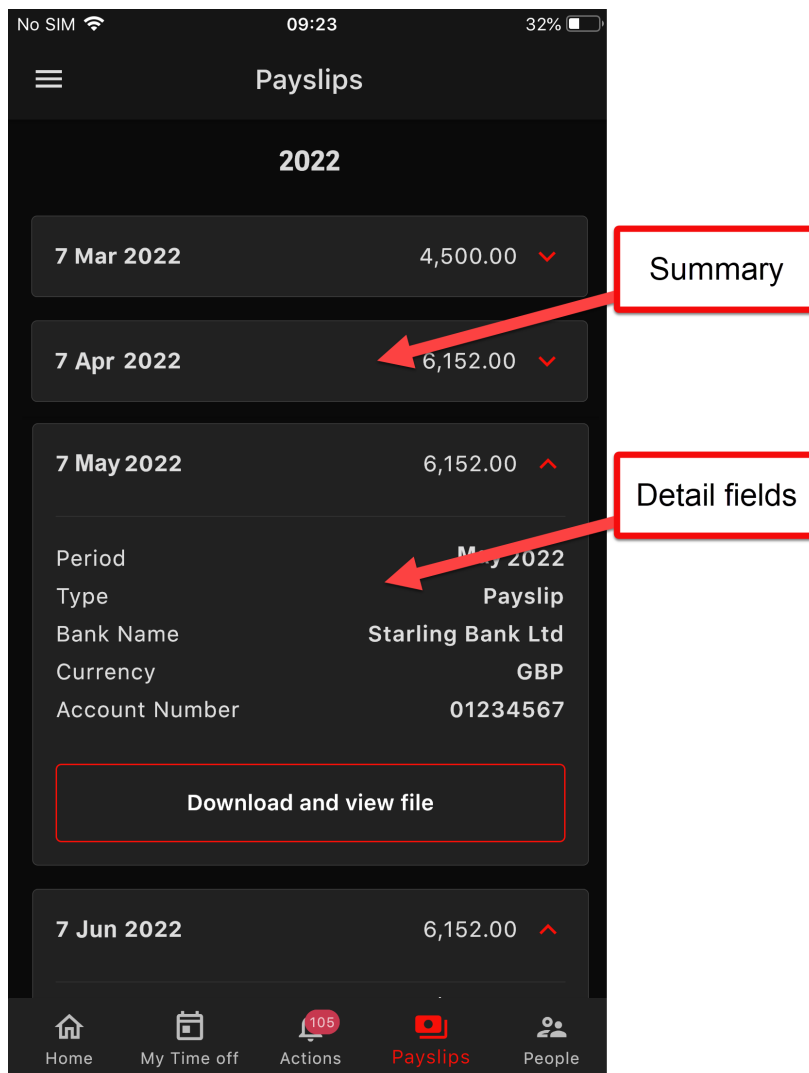 No SIM 09:23 32%
Payslips
2022
7 Mar 2022 4,500.00
Summary
7 Apr 2022 6,152.00
7 May 2022 6,152.00
Detail fields
Period May 2022
Type Payslip
Bank Name Starling Bank Ltd
Currency GBP
Account Number 01234567
Download and view file
7 Jun 2022 6,152.00
105
Home My Time off Actions Payslips People